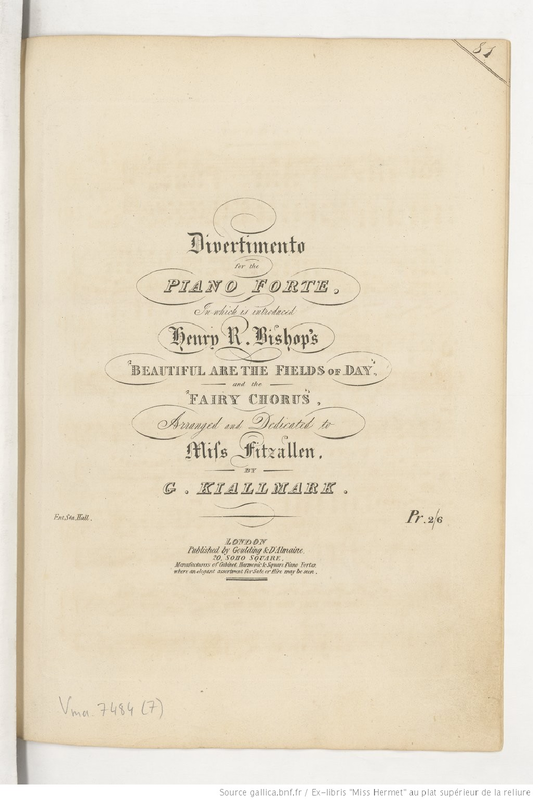 51
Divertimento
for the
PIANO FORTE,
In which is introduced
Henry R. Bishop's
"BEAUTIFUL ARE THE FIELDS OF DAY",
and the
"FAIRY CHORUS",
Arranged and Dedicated to
Miſs Fitzallen,
BY
G. KIALLMARK.
Ent. Sta. Hall.
Pr. 2/6
LONDON
Published by Goulding & D'Almaine,
20, SOHO SQUARE,
Manufacturers of Cabinet, Harmonic & Square Piano Fortes
where an elegant assortment for Sale or Hire may be seen.
Vma. 7484 (7)
Source gallica.bnf.fr / Ex-libris "Miss Hermet" au plat supérieur de la reliure